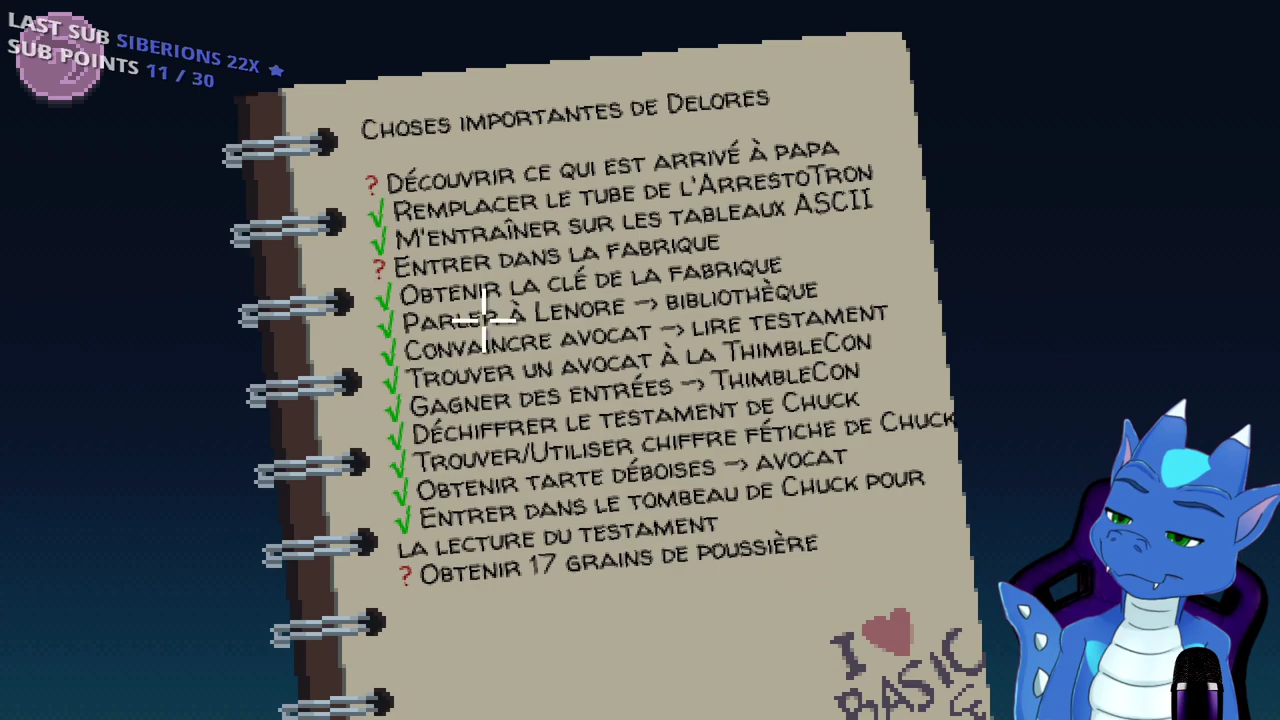 LAST SUB SIBERIONS 22X
SUB POINTS 11 / 30
Choses importantes de Delores
? Découvrir ce qui est arrivé à papa
√ Remplacer le tube de l'ArrestoTron
√ M'entraîner sur les tableaux ASCII
? Entrer dans la fabrique
√ Obtenir la clé de la fabrique
√ Parler à Lenore → bibliothèque
√ Convaincre avocat → lire testament
√ Trouver un avocat à la ThimbleCon
√ Gagner des entrées → ThimbleCon
√ Déchiffrer le testament de Chuck
√ Trouver/Utiliser chiffre fétiche de Chuck
√ Obtenir tarte déboises → avocat
√ Entrer dans le tombeau de Chuck pour
la lecture du testament
? Obtenir 17 grains de poussière
I ♥
BASIC